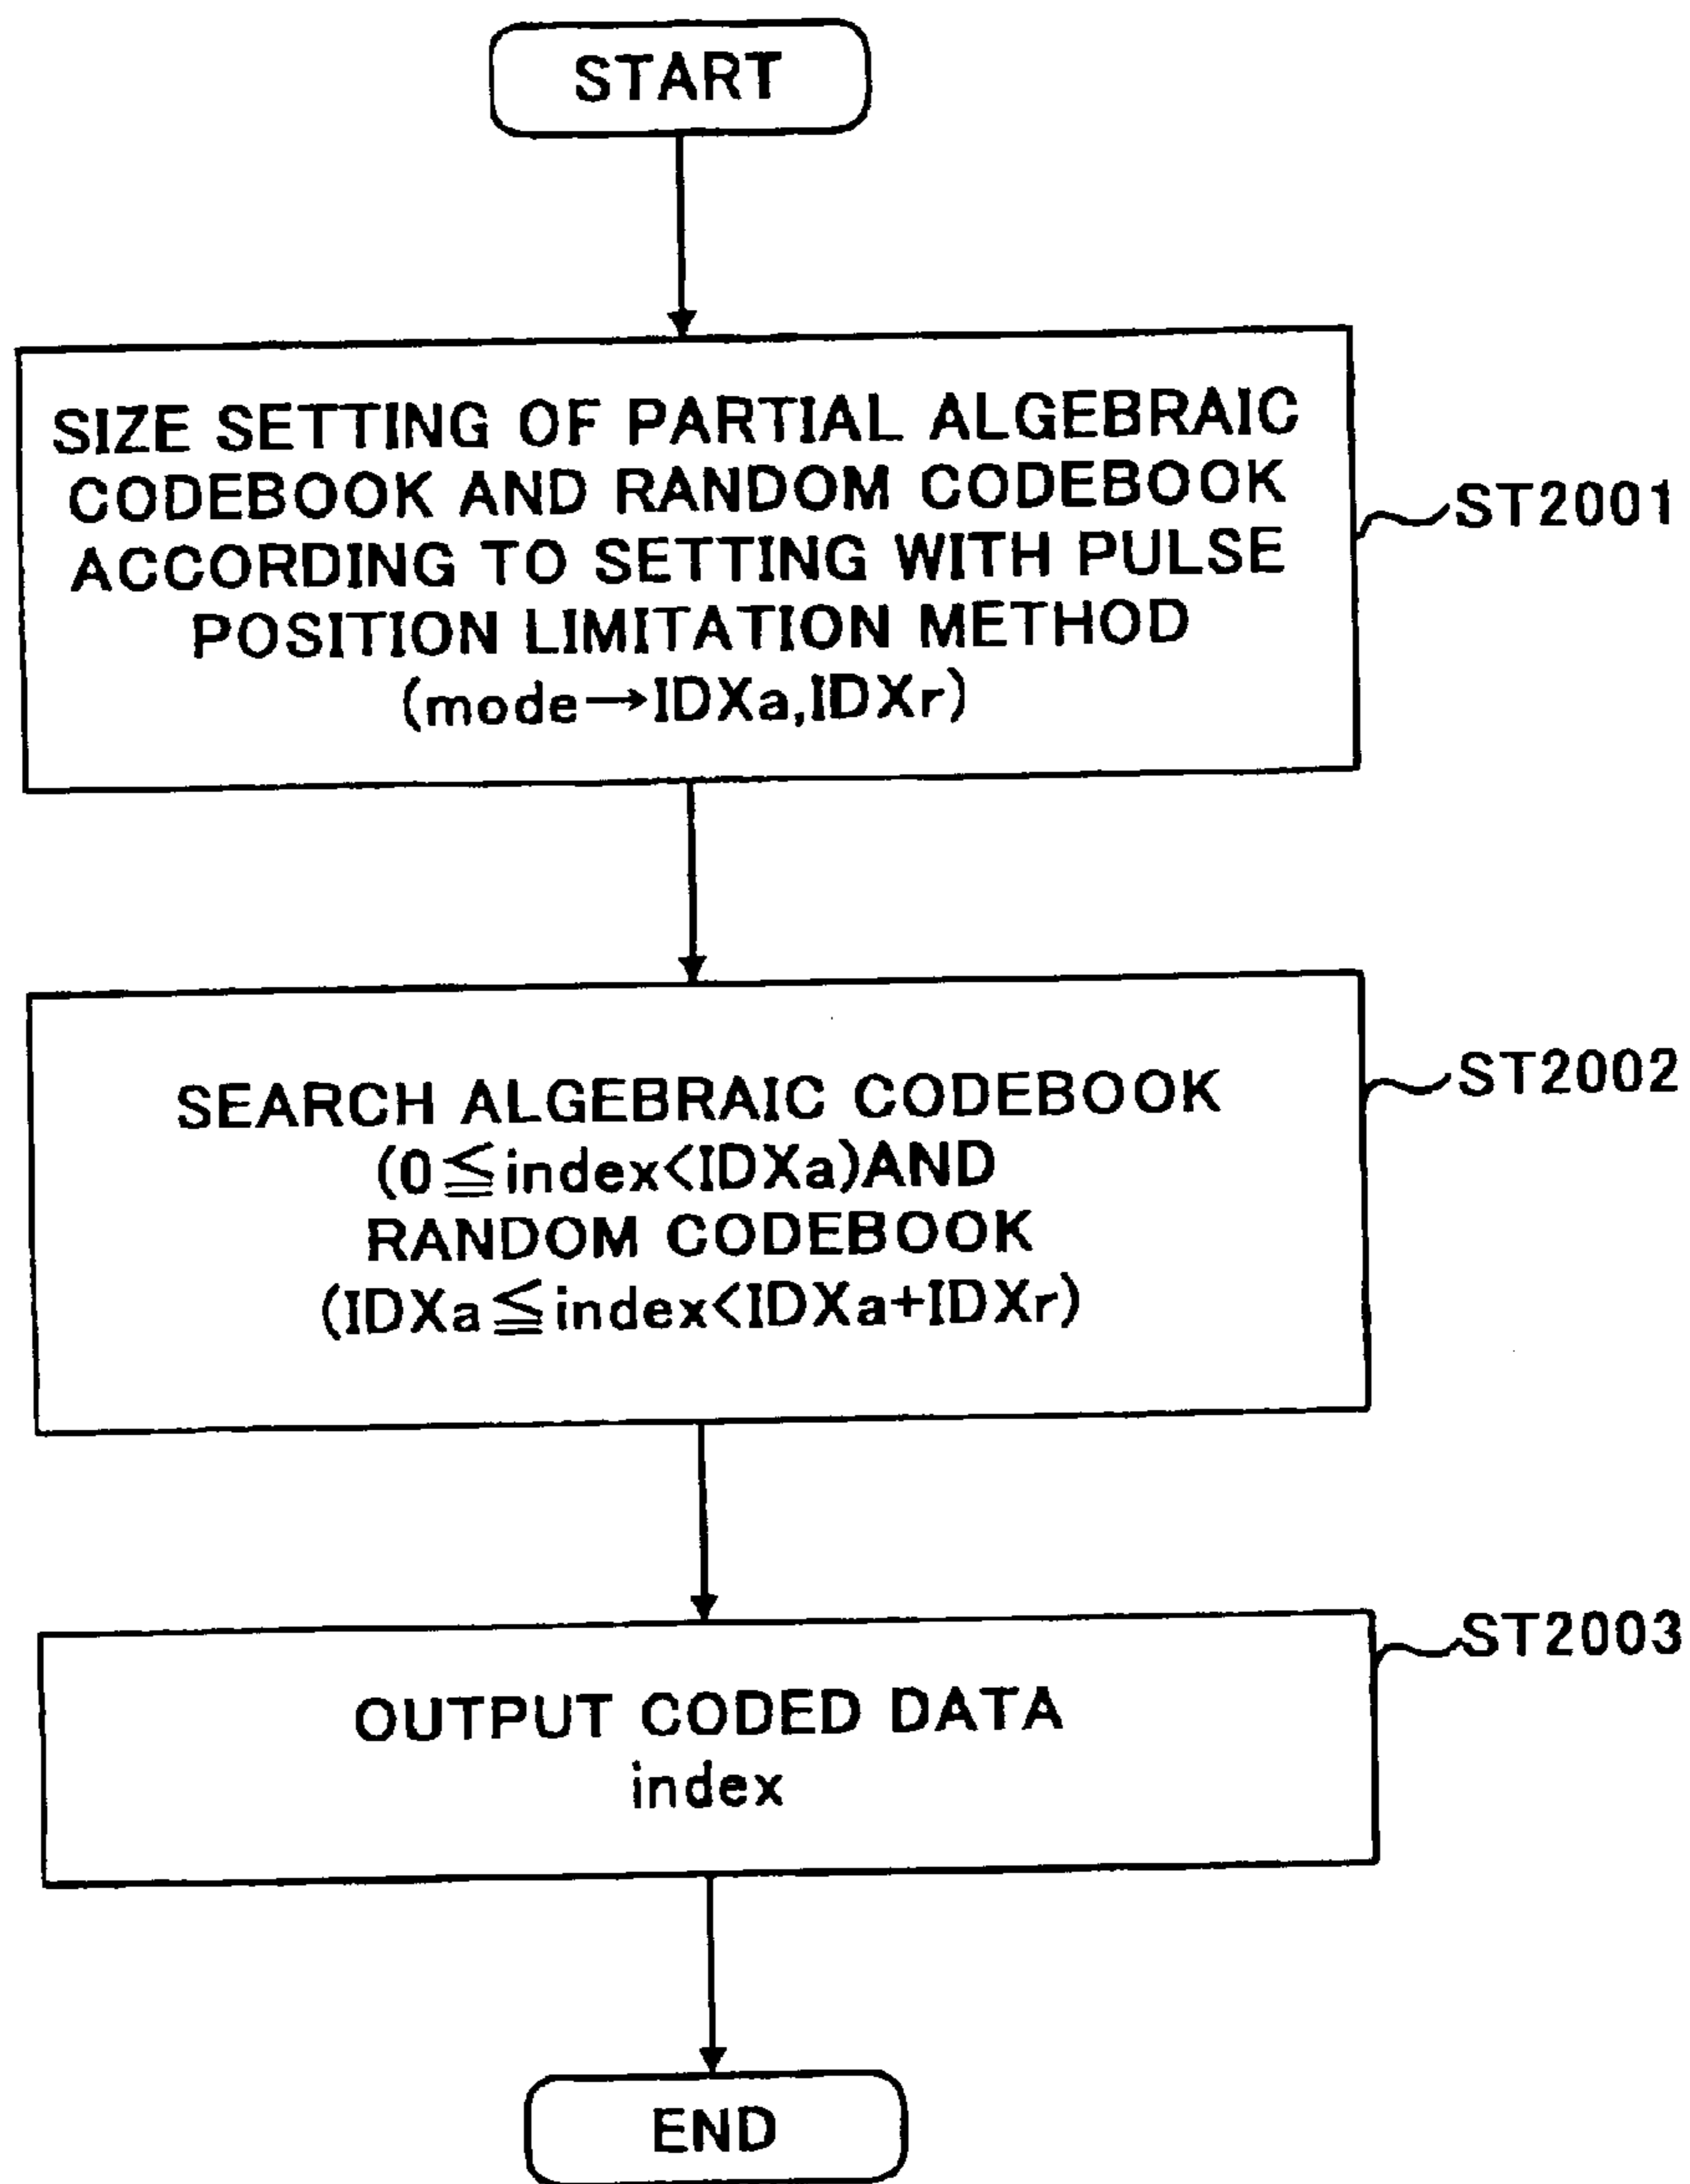 START
SIZE SETTING OF PARTIAL ALGEBRAIC
CODEBOOK AND RANDOM CODEBOOK
ACCORDING TO SETTING WITH PULSE
POSITION LIMITATION METHOD
(mode→IDXa,IDXr)
ST2001
SEARCH ALGEBRAIC CODEBOOK
(0≦index<IDXa)AND
RANDOM CODEBOOK
(IDXa≦index<IDXa+IDXr)
ST2002
OUTPUT CODED DATA
index
ST2003
END